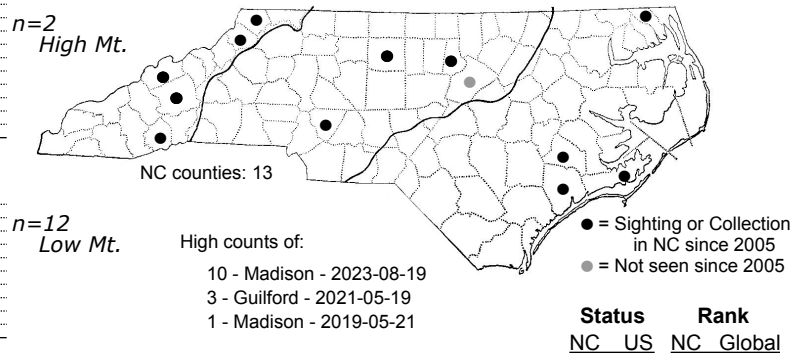 n=2
High Mt.
NC counties: 13
n=12
Low Mt.
High counts of:
10 - Madison - 2023-08-19
3 - Guilford - 2021-05-19
1 - Madison - 2019-05-21
= Sighting or Collection
in NC since 2005
= Not seen since 2005
Status Rank
NC US NC Global